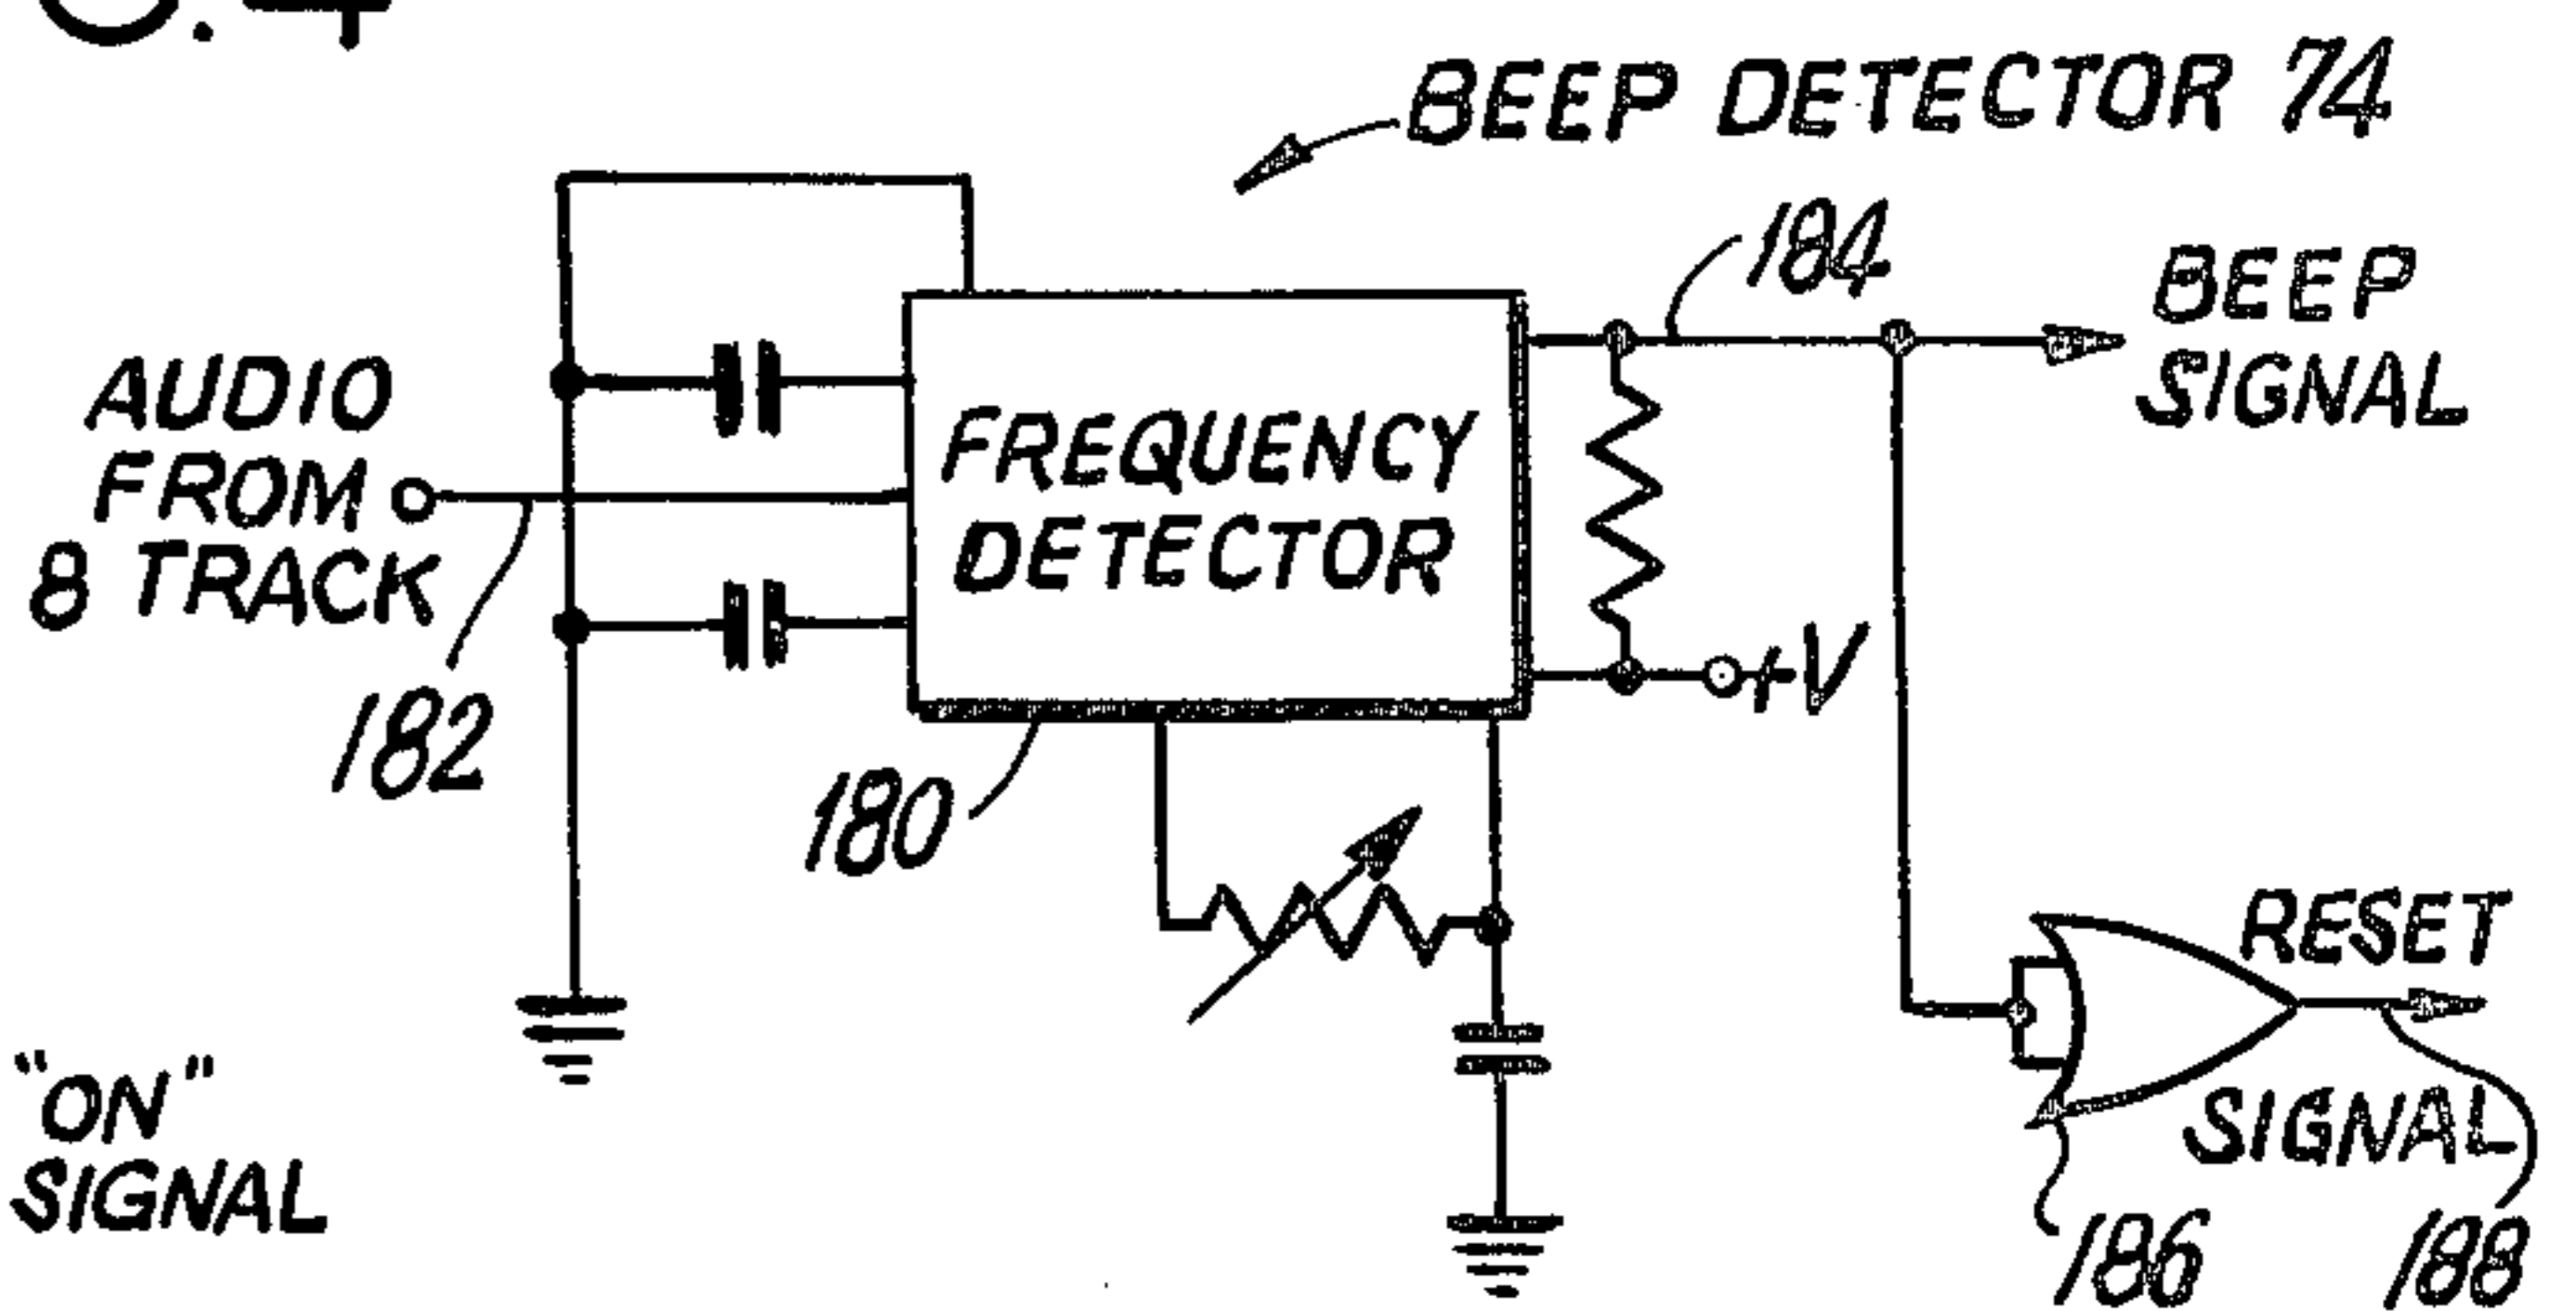 .4
BEEP DETECTOR 74
184
BEEP
SIGNAL
AUDIO
FROM
8 TRACK
FREQUENCY
DETECTOR
+V
182
180
RESET
SIGNAL
"ON"
SIGNAL
186
188